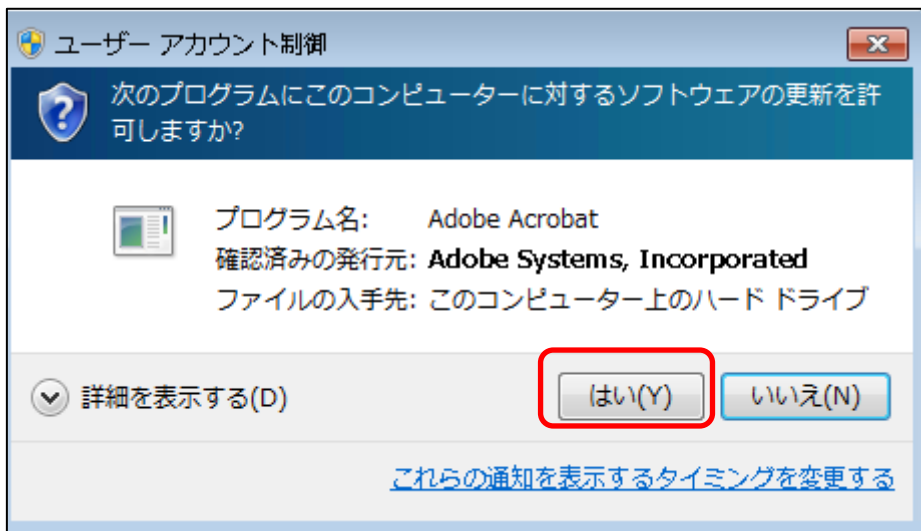 ユーザー アカウント制御
次のプログラムにこのコンピューターに対するソフトウェアの更新を許
可しますか?
プログラム名: Adobe Acrobat
確認済みの発行元: Adobe Systems, Incorporated
ファイルの入手先: このコンピューター上のハード ドライブ
詳細を表示する(D) はい(Y) いいえ(N)
これらの通知を表示するタイミングを変更する